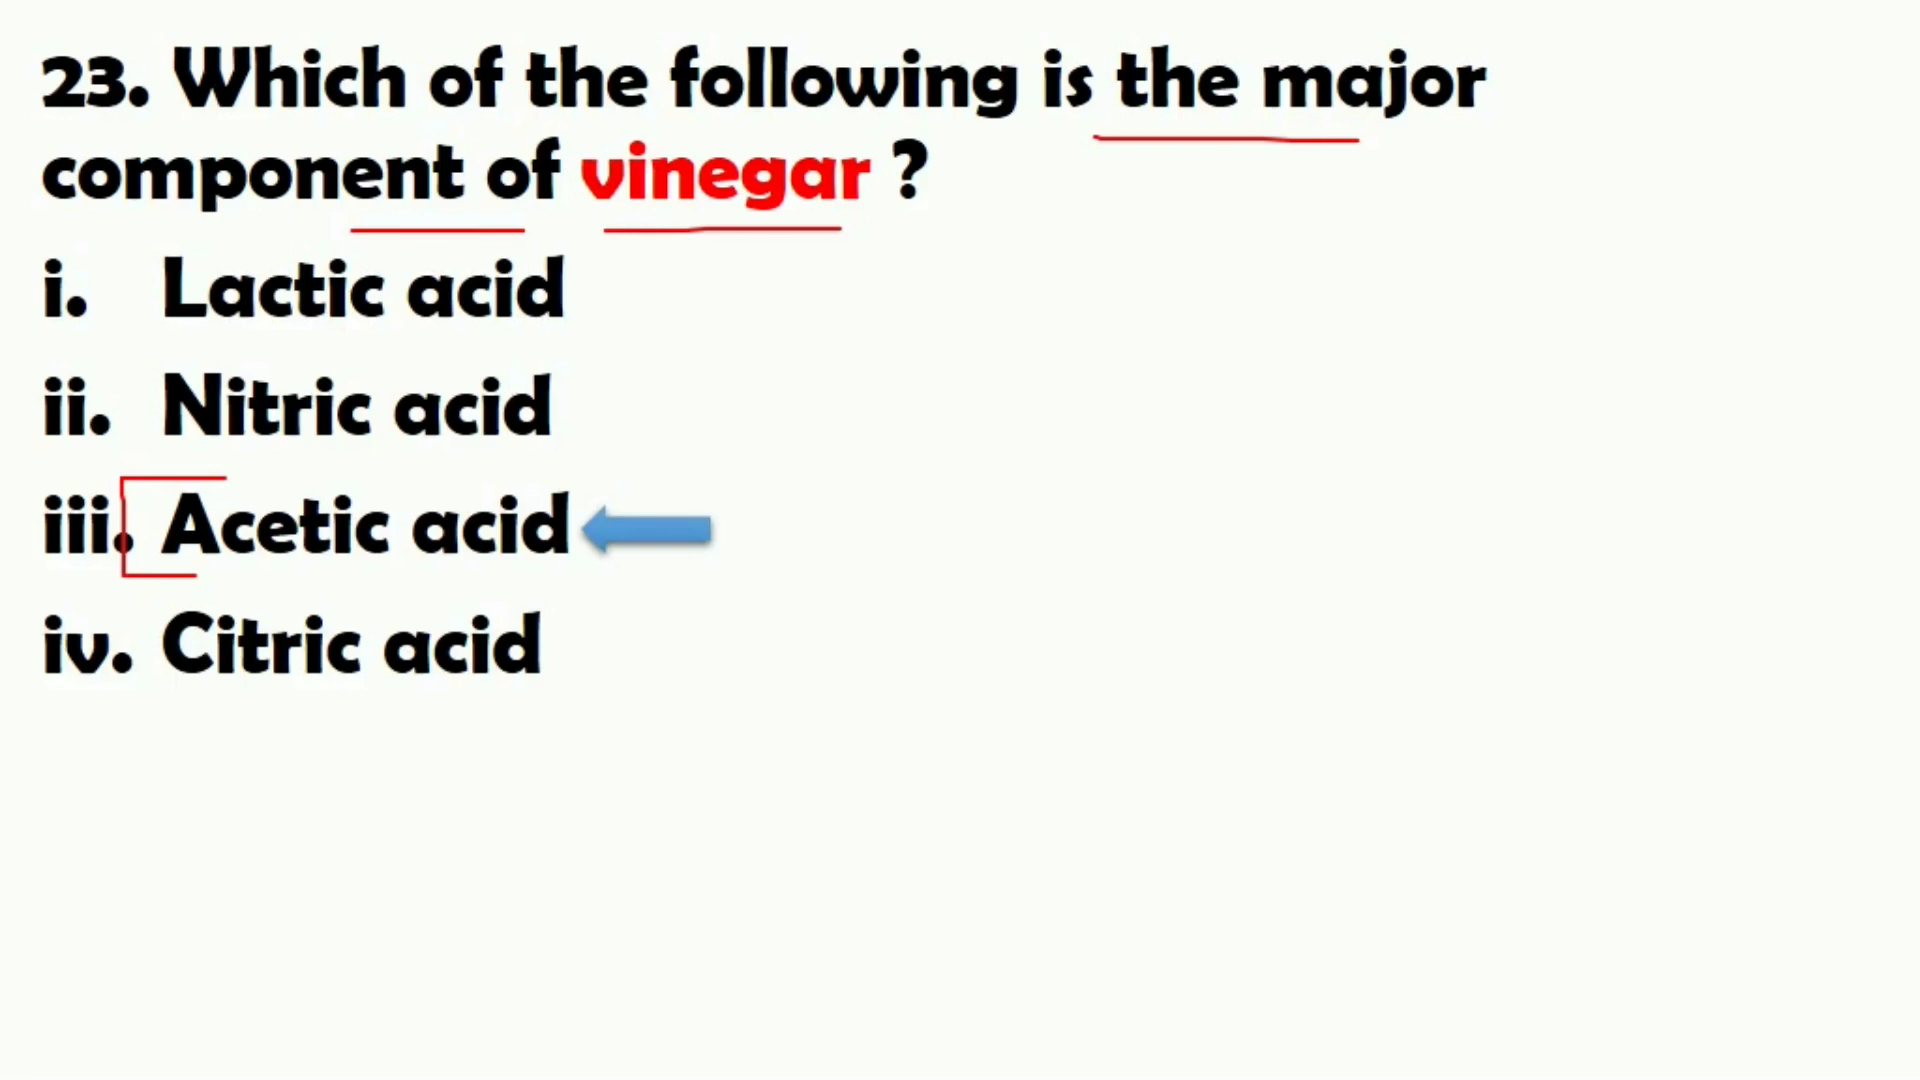 23. Which of the following is the major
component of vinegar ?
i. Lactic acid
ii. Nitric acid
iii. Acetic acid
iv. Citric acid